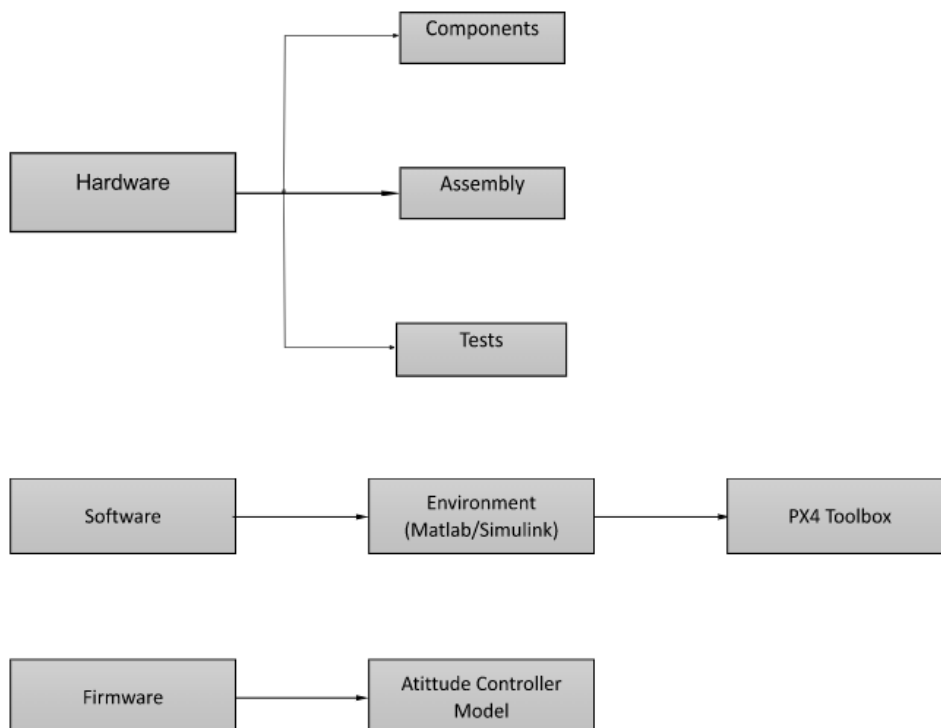 Components
Hardware
Assembly
Tests
Software
Environment
(Matlab/Simulink)
PX4 Toolbox
Firmware
Atittude Controller
Model